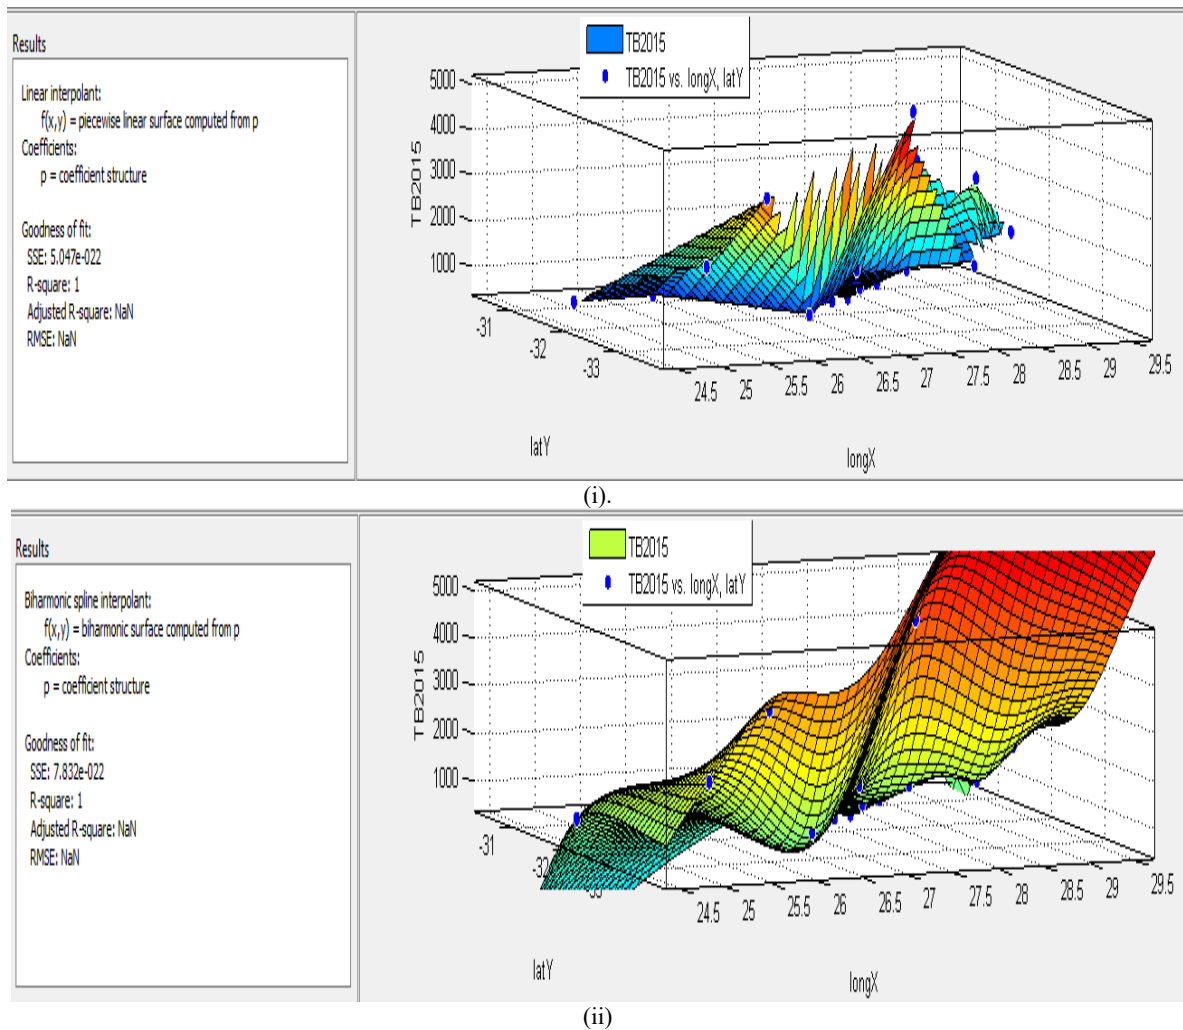 Results
Linear interpolant:
f(x,y) = piecewise linear surface computed from p
Coefficients:
p = coefficient structure
Goodness of fit:
SSE: 5.047e-022
R-square: 1
Adjusted R-square: NaN
RMSE: NaN
TB2015
TB2015 vs. longX, latY
5000
4000
3000
2000
1000
TB2015
-31
-32
-33
24.5
25
25.5
26
26.5
27
27.5
28
28.5
29
29.5
latY
longX
(i).
Results
Biharmonic spline interpolant:
f(x,y) = biharmonic surface computed from p
Coefficients:
p = coefficient structure
Goodness of fit:
SSE: 7.832e-022
R-square: 1
Adjusted R-square: NaN
RMSE: NaN
TB2015
TB2015 vs. longX, latY
5000
4000
3000
2000
1000
TB2015
-31
24.5
25
25.5
26
26.5
27
27.5
28
28.5
29
29.5
latY
longX
(ii)